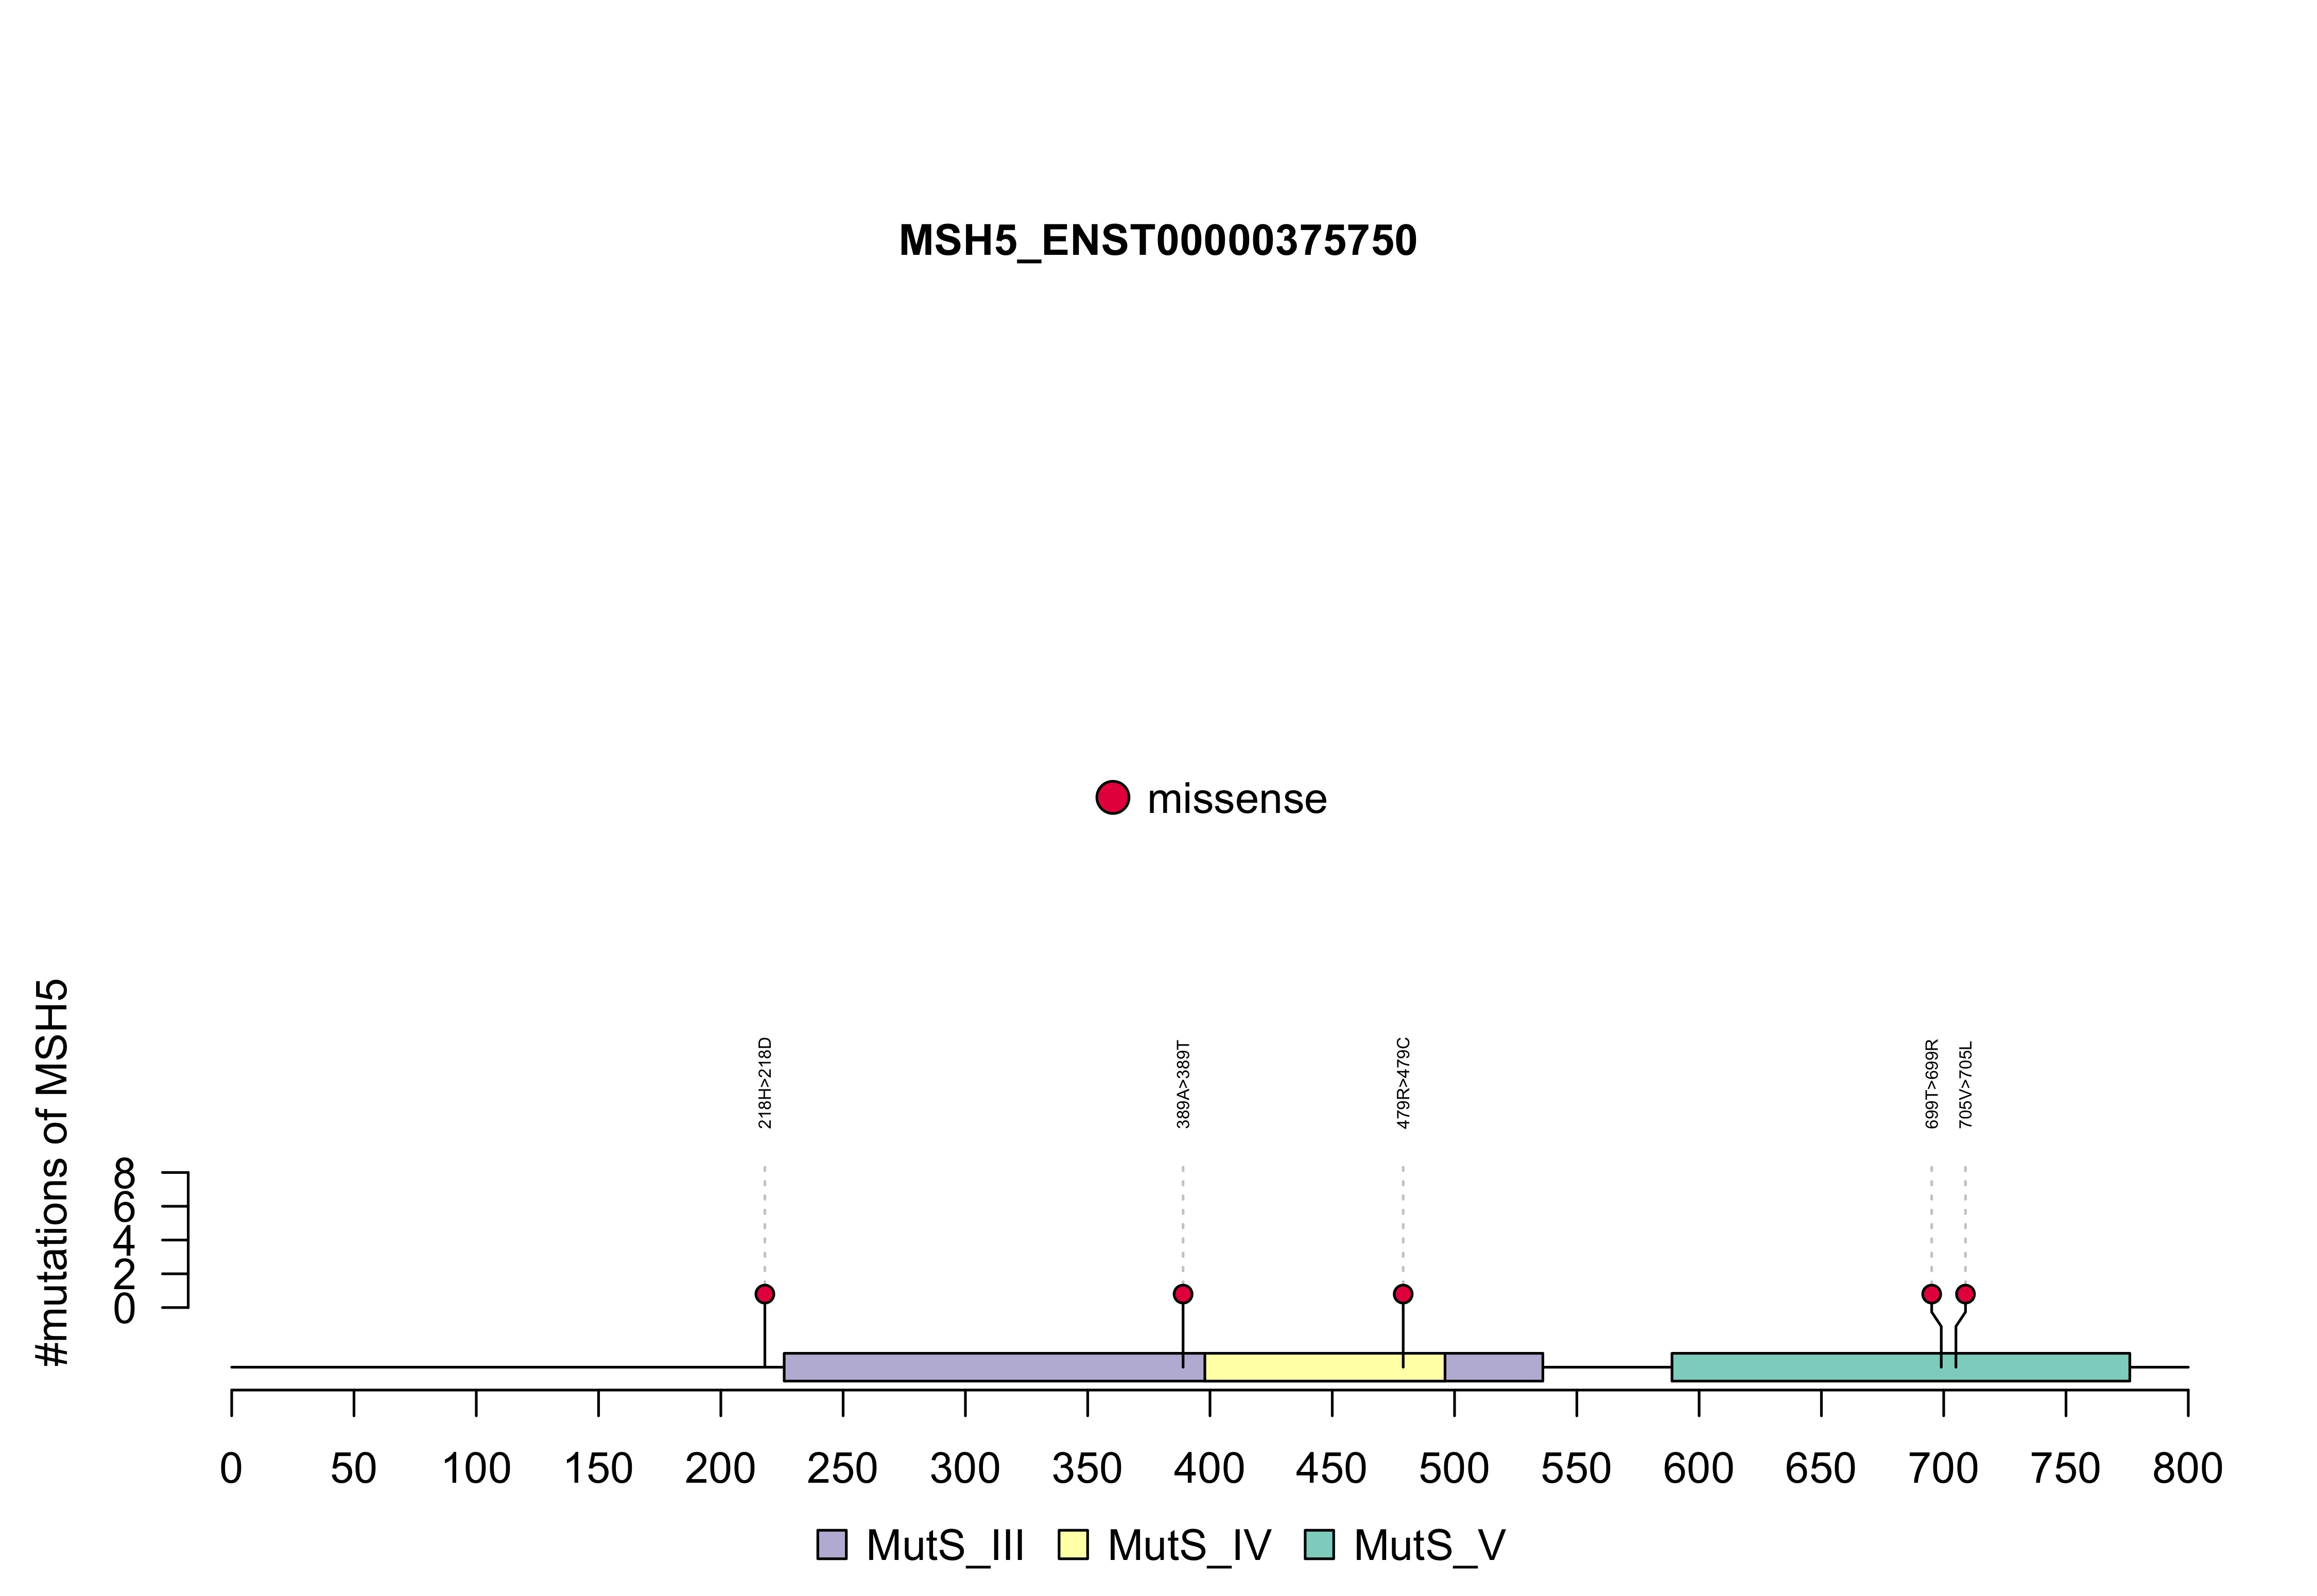 MSH5_ENST00000375750
missense
#mutations of MSH5
218H>218D
389A>389T
479R>479C
699T>699R
705V>705L
8
6
4
2
0
0 50 100 150 200 250 300 350 400 450 500 550 600 650 700 750 800
MutS_III MutS_IV MutS_V